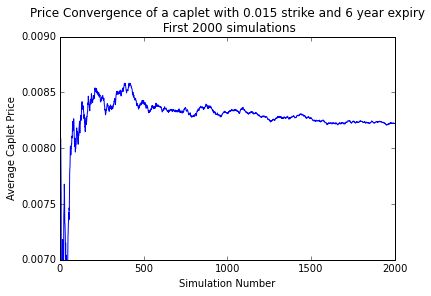 Price Convergence of a caplet with 0.015 strike and 6 year expiry
First 2000 simulations
0.0090
0.0085
0.0080
0.0075
0.0070
Average Caplet Price
0
500
1000
1500
2000
Simulation Number